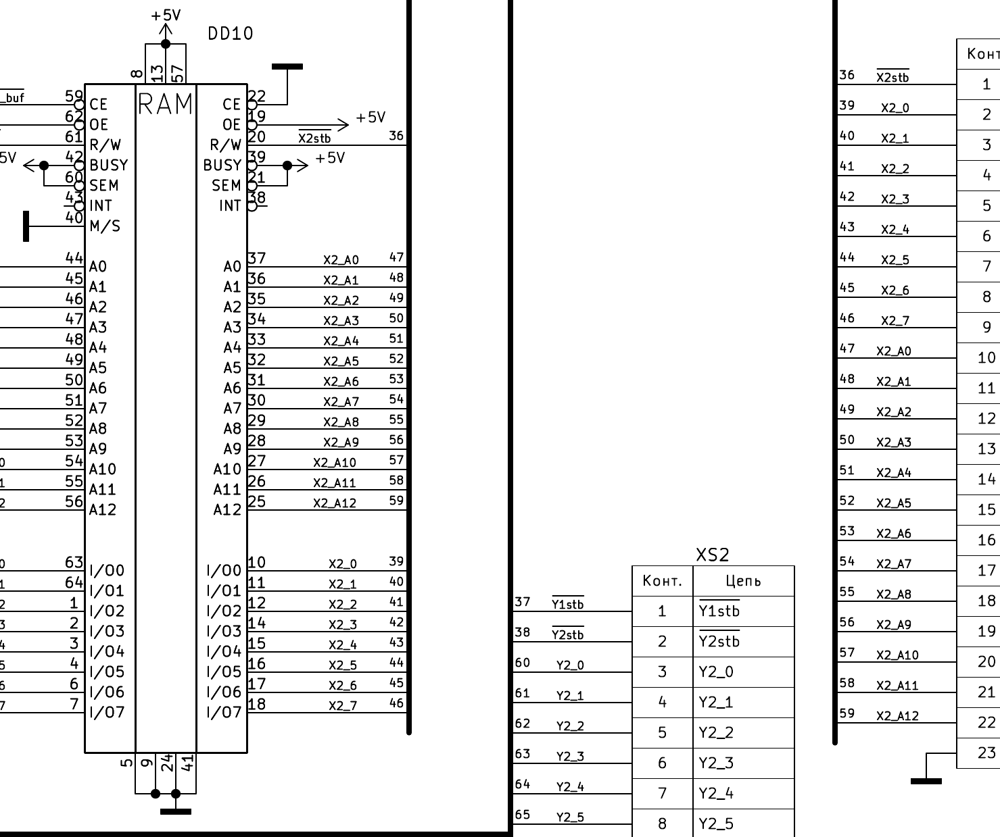 +5V
DD10
8 13 57
RAM
_buf 59 CE
62 OE
61 R/W
5V 42 BUSY
60 SEM
43 INT
40 M/S
44 A0
45 A1
46 A2
47 A3
48 A4
49 A5
50 A6
51 A7
52 A8
53 A9
0 54 A10
1 55 A11
2 56 A12
0 63 I/O0
1 64 I/O1
2 1 I/O2
3 2 I/O3
4 3 I/O4
5 4 I/O5
6 6 I/O6
7 7 I/O7
5 9 24 41
CE 22
OE 19 +5V
R/W 20 X2stb 36
BUSY 39 +5V
SEM 21
INT 38
A0 37 X2_A0 47
A1 36 X2_A1 48
A2 35 X2_A2 49
A3 34 X2_A3 50
A4 33 X2_A4 51
A5 32 X2_A5 52
A6 31 X2_A6 53
A7 30 X2_A7 54
A8 29 X2_A8 55
A9 28 X2_A9 56
A10 27 X2_A10 57
A11 26 X2_A11 58
A12 25 X2_A12 59
I/O0 10 X2_0 39
I/O1 11 X2_1 40
I/O2 12 X2_2 41
I/O3 14 X2_3 42
I/O4 15 X2_4 43
I/O5 16 X2_5 44
I/O6 17 X2_6 45
I/O7 18 X2_7 46
XS2
Конт. Цепь
37 Y1stb 1 Y1stb
38 Y2stb 2 Y2stb
60 Y2_0 3 Y2_0
61 Y2_1 4 Y2_1
62 Y2_2 5 Y2_2
63 Y2_3 6 Y2_3
64 Y2_4 7 Y2_4
65 Y2_5 8 Y2_5
Конт
36 X2stb 1
39 X2_0 2
40 X2_1 3
41 X2_2 4
42 X2_3 5
43 X2_4 6
44 X2_5 7
45 X2_6 8
46 X2_7 9
47 X2_A0 10
48 X2_A1 11
49 X2_A2 12
50 X2_A3 13
51 X2_A4 14
52 X2_A5 15
53 X2_A6 16
54 X2_A7 17
55 X2_A8 18
56 X2_A9 19
57 X2_A10 20
58 X2_A11 21
59 X2_A12 22
23